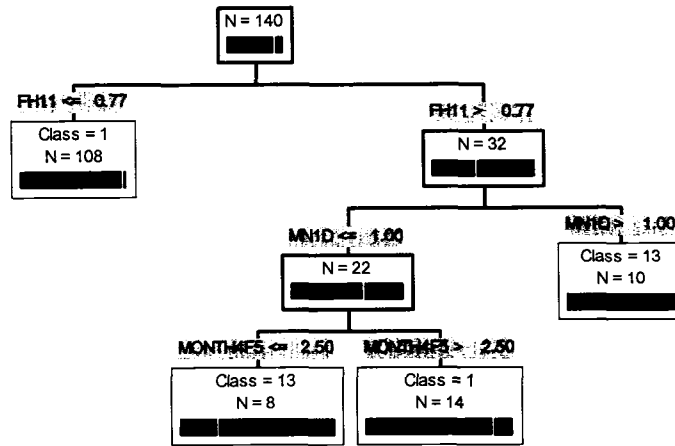 N = 140
FH11 <= 0.77
FH11 > 0.77
Class = 1
N = 108
N = 32
MN1D <= 1.00
MN1D > 1.00
N = 22
Class = 13
N = 10
MONTH4F5 <= 2.50
MONTH4F5 > 2.50
Class = 13
N = 8
Class = 1
N = 14